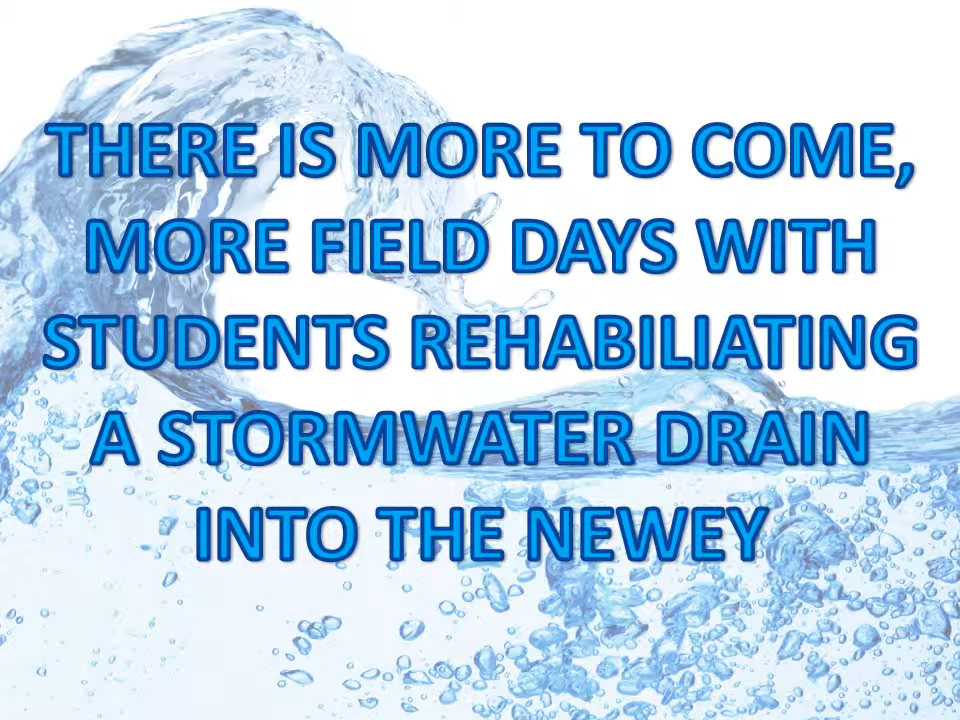 THERE IS MORE TO COME,
MORE FIELD DAYS WITH
STUDENTS REHABILIATING
A STORMWATER DRAIN
INTO THE NEWEY